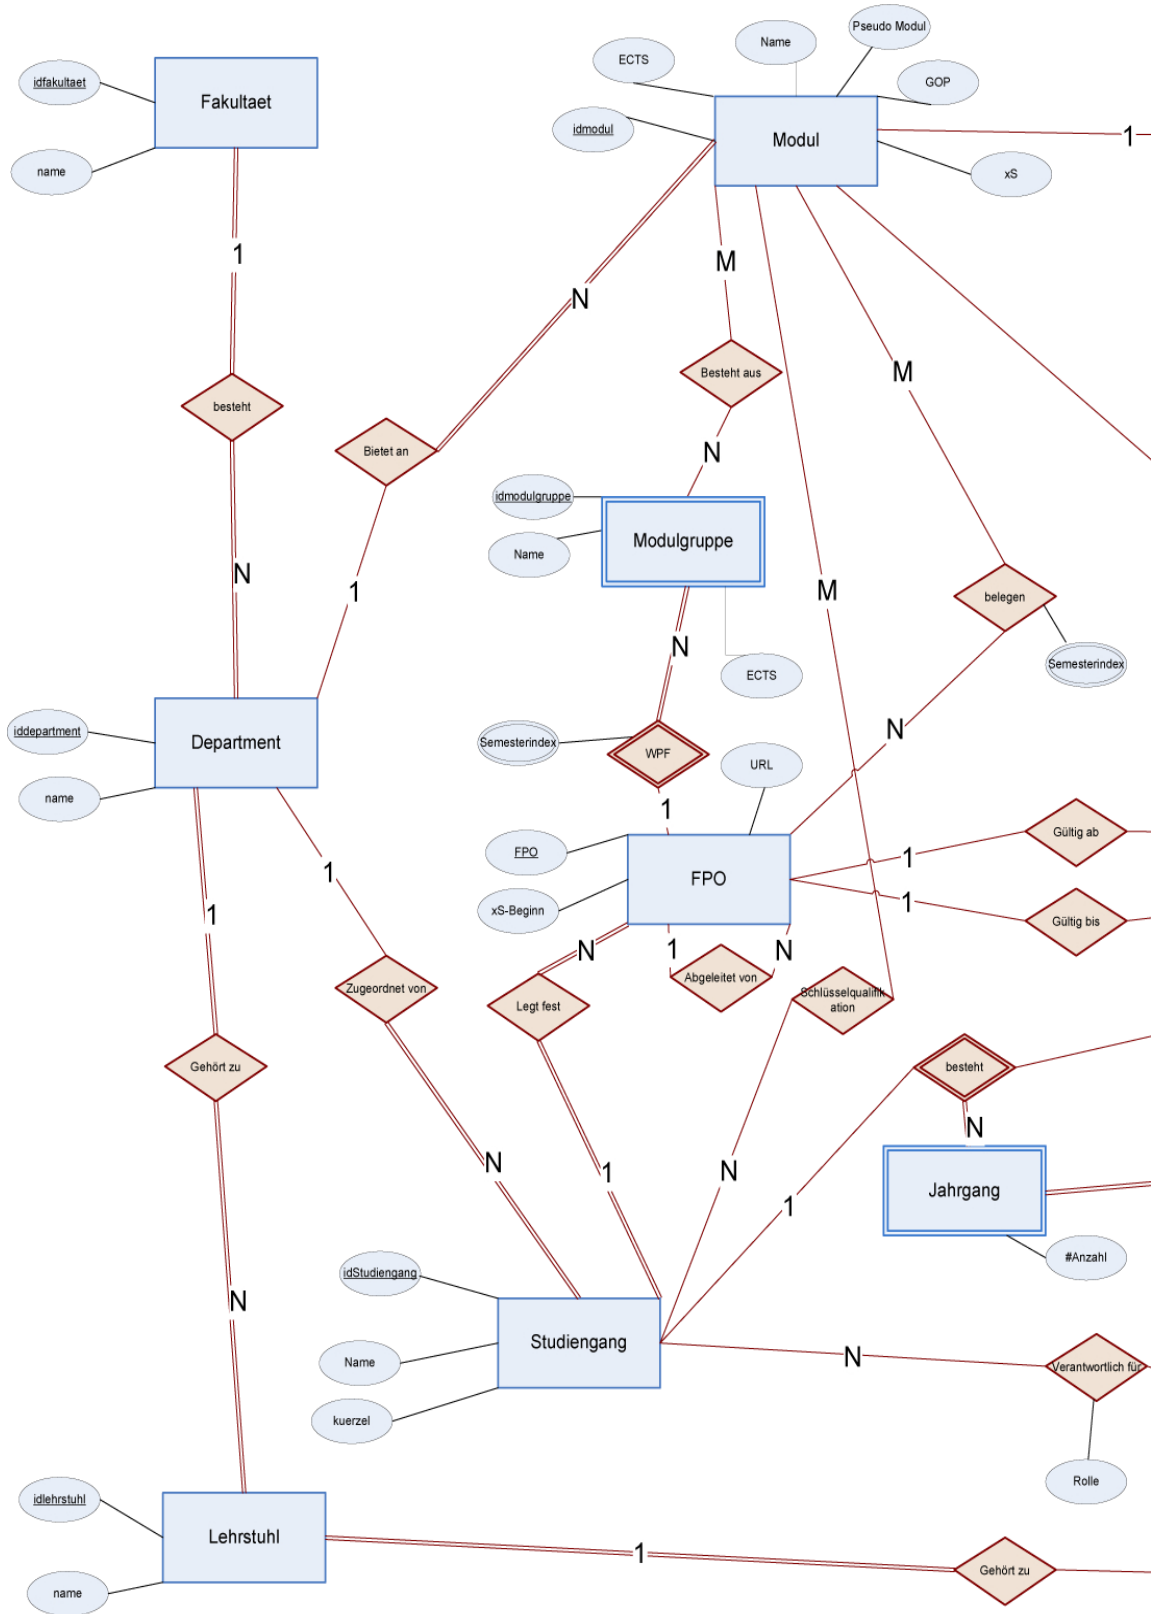 Pseudo Modul
Name
ECTS
GOP
idfakultaet
Fakultaet
idmodul
Modul
1
name
xS
1
M
N
M
Besteht aus
besteht
Bietet an
N
idmodulgruppe
Modulgruppe
Name
N
1
M
belegen
N
Semesterindex
ECTS
iddepartment
Department
Semesterindex
WPF
N
URL
name
1
Gültig ab
FPO
FPO
1
1
xS-Beginn
1
Gültig bis
1
N
1
N
Abgeleitet von
Zugeordnet von
Legt fest
Schlüsselqualifik
ation
Gehört zu
besteht
N
N
1
N
1
Jahrgang
#Anzahl
idStudiengang
N
Studiengang
Name
N
Verantwortlich für
kuerzel
Rolle
idlehrstuhl
Lehrstuhl
1
Gehört zu
name